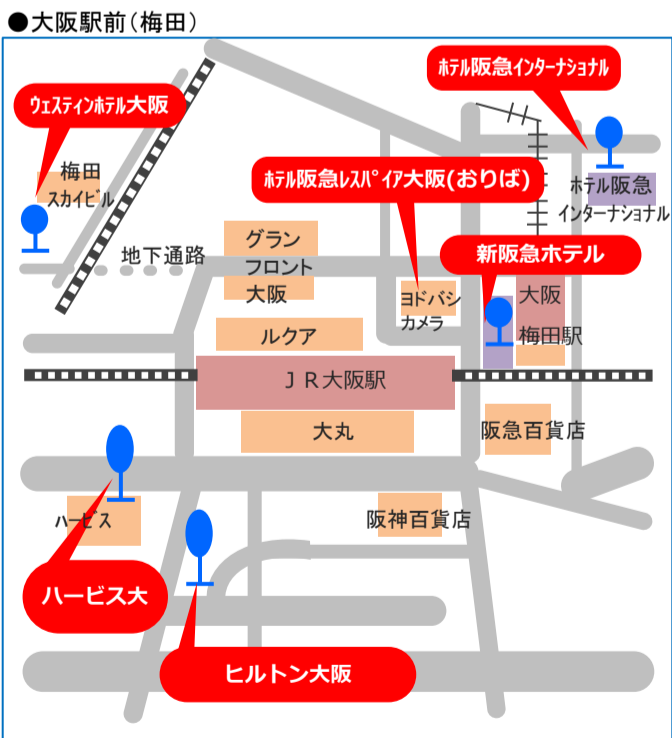 ●大阪駅前(梅田)
ホテル阪急インターナショナル
ウェスティンホテル大阪
梅田
スカイビル
ホテル阪急レスパイア大阪(おりば)
ホテル阪急
インターナショナル
地下通路
グラン
フロント
大阪
新阪急ホテル
ヨドバシ
カメラ
大阪
梅田駅
ルクア
ＪＲ大阪駅
大丸
阪急百貨店
ハービス
阪神百貨店
ハービス大
ヒルトン大阪